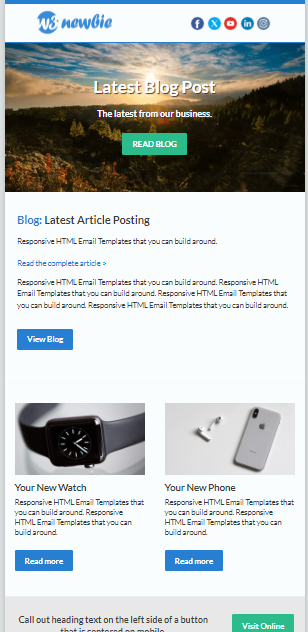 W3 newbie
Latest Blog Post
The latest from our business.
READ BLOG
Blog: Latest Article Posting
Responsive HTML Email Templates that you can build around.
Read the complete article >
Responsive HTML Email Templates that you can build around. Responsive HTML
Email Templates that you can build around. Responsive HTML Email Templates that you
can build around. Responsive HTML Email Templates that you can build around.
View Blog
Your New Watch
Responsive HTML Email Templates that
you can build around. Responsive
HTML Email Templates that you can
build around.
Read more
Your New Phone
Responsive HTML Email Templates that
you can build around. Responsive
HTML Email Templates that you can
build around.
Read more
Call out heading text on the left side of a button
that is centered on mobile.
Visit Online